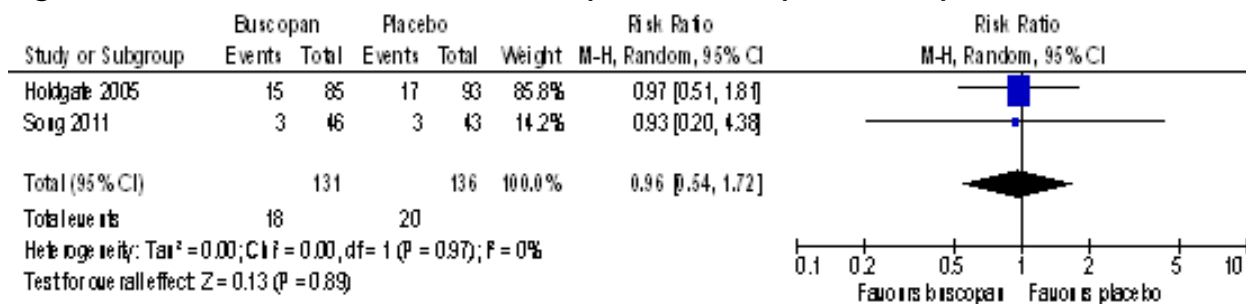 Buscopan Placebo Risk Ratio Risk Ratio
Study or Subgroup Events Total Events Total Weight M-H, Random, 95% CI M-H, Random, 95% CI
Holdgate 2005 15 85 17 93 85.8% 0.97 [0.51, 1.81]
Song 2011 3 46 3 43 14.2% 0.93 [0.20, 4.38]
Total (95% CI) 131 136 100.0% 0.96 [0.54, 1.72]
Total events 18 20
Heterogeneity: Tau² = 0.00; Chi² = 0.00, df = 1 (P = 0.97); I² = 0%
Test for overall effect: Z = 0.13 (P = 0.89)
0.1 0.2 0.5 1 2 5 10
Favours buscopan Favours placebo